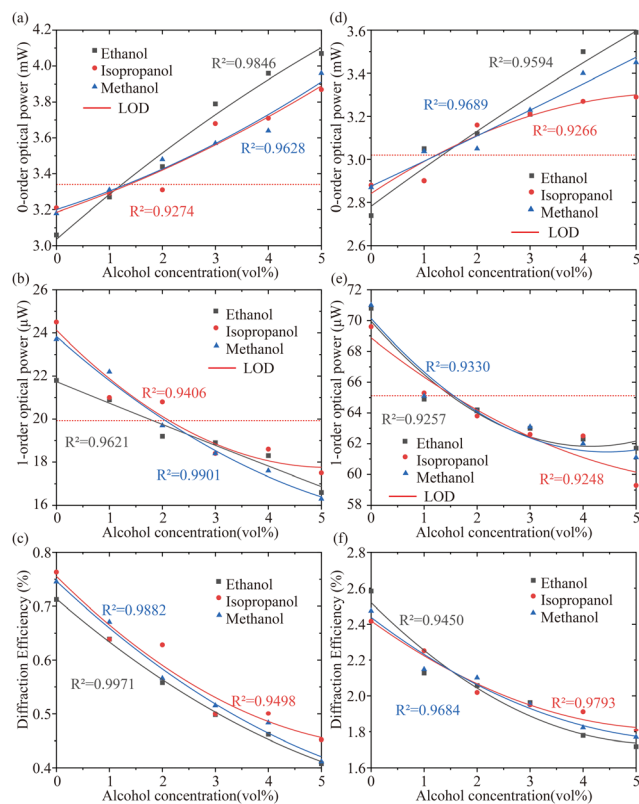 (a)
4.2
4.0
3.8
3.6
3.4
3.2
3.0
0-order optical power (mW)
Ethanol
Isopropanol
Methanol
LOD
R²=0.9846
R²=0.9628
R²=0.9274
0 1 2 3 4 5
Alcohol concentration(vol%)
(d)
3.6
3.4
3.2
3.0
2.8
2.6
0-order optical power (mW)
R²=0.9594
R²=0.9689
R²=0.9266
Ethanol
Isopropanol
Methanol
LOD
0 1 2 3 4 5
Alcohol concentration(vol%)
(b)
26
24
22
20
18
16
1-order optical power (μW)
Ethanol
Isopropanol
Methanol
LOD
R²=0.9406
R²=0.9621
R²=0.9901
0 1 2 3 4 5
Alcohol concentration(vol%)
(e)
72
70
68
66
64
62
60
58
1-order optical power (μW)
R²=0.9330
R²=0.9257
R²=0.9248
Ethanol
Isopropanol
Methanol
LOD
0 1 2 3 4 5
Alcohol concentration(vol%)
(c)
0.8
0.7
0.6
0.5
0.4
Diffraction Efficiency (%)
Ethanol
Isopropanol
Methanol
R²=0.9882
R²=0.9971
R²=0.9498
0 1 2 3 4 5
Alcohol concentration(vol%)
(f)
2.8
2.6
2.4
2.2
2.0
1.8
1.6
Diffraction Efficiency (%)
Ethanol
Isopropanol
Methanol
R²=0.9450
R²=0.9684
R²=0.9793
0 1 2 3 4 5
Alcohol concentration(vol%)